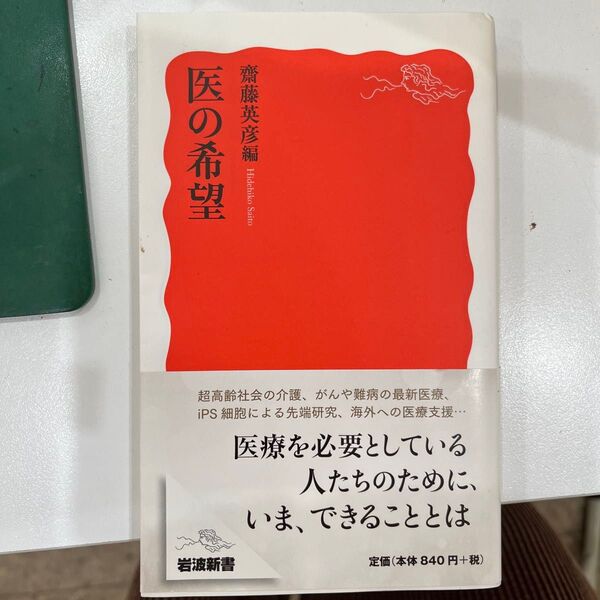 医の希望
齋藤英彦編
Hidehiko Saito
超高齢社会の介護、がんや難病の最新医療、
iPS細胞による先端研究、海外への医療支援…
医療を必要としている
人たちのために、
いま、できることとは
岩波新書
定価(本体840円+税)